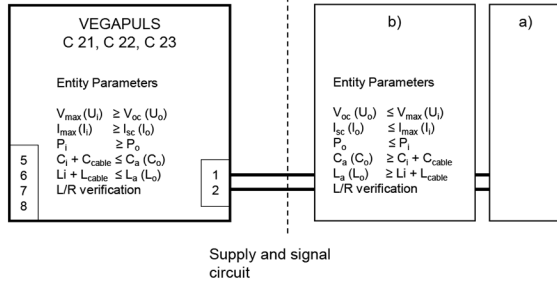 VEGAPULS
C 21, C 22, C 23
Entity Parameters
Vmax (Ui) ≥ Voc (Uo)
Imax (Ii) ≥ Isc (Io)
Pi ≥ Po
Ci + Ccable ≤ Ca (Co)
Li + Lcable ≤ La (Lo)
L/R verification
5
6
7
8
1
2
b)
Entity Parameters
Voc (Uo) ≤ Vmax (Ui)
Isc (Io) ≤ Imax (Ii)
Po ≤ Pi
Ca (Co) ≥ Ci + Ccable
La (Lo) ≥ Li + Lcable
L/R verification
a)
Supply and signal
circuit